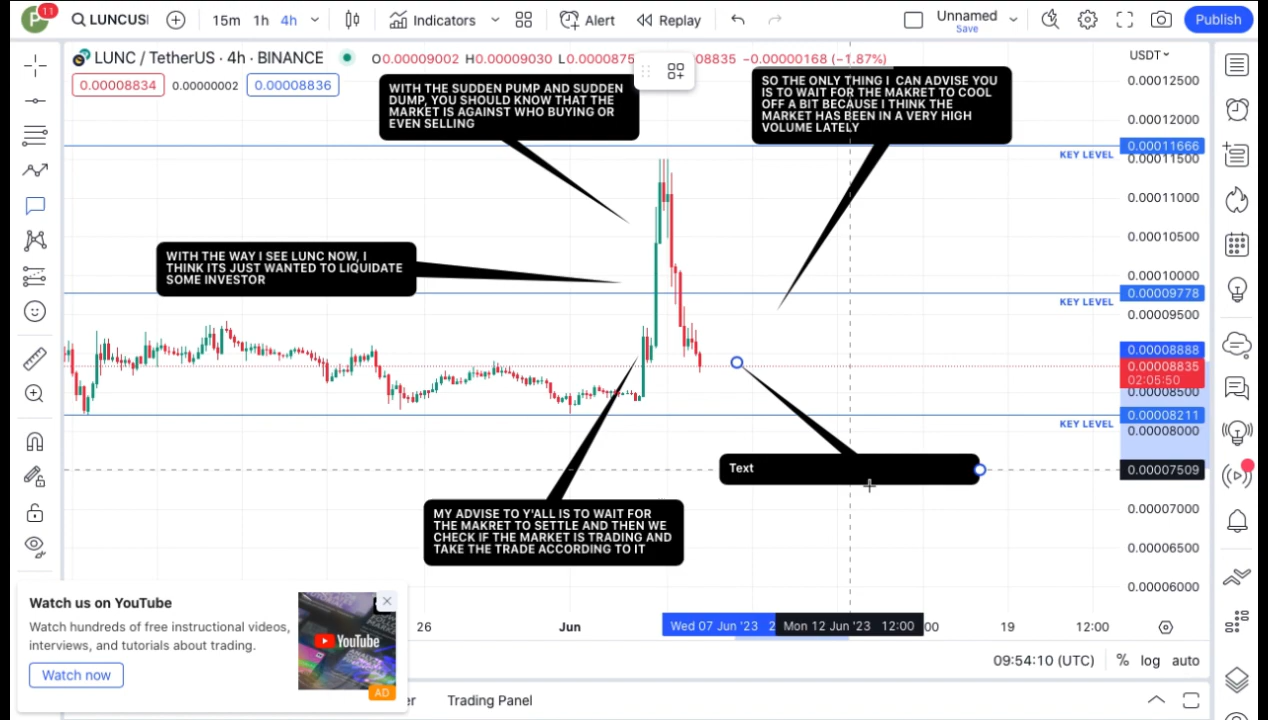 P
11
LUNCUS
15m 1h 4h
Indicators
Alert
Replay
Unnamed
Save
Publish
LUNC / TetherUS · 4h · BINANCE
O0.00009002 H0.00009030 L0.0000875 8835 −0.00000168 (−1.87%)
USDT
0.00008834
0.00000002
0.00008836
WITH THE SUDDEN PUMP AND SUDDEN
DUMP, YOU SHOULD KNOW THAT THE
MARKET IS AGAINST WHO BUYING OR
EVEN SELLING
SO THE ONLY THING I CAN ADVISE YOU
IS TO WAIT FOR THE MAKRET TO COOL
OFF A BIT BECAUSE I THINK THE
MARKET HAS BEEN IN A VERY HIGH
VOLUME LATELY
WITH THE WAY I SEE LUNC NOW, I
THINK ITS JUST WANTED TO LIQUIDATE
SOME INVESTOR
MY ADVISE TO Y'ALL IS TO WAIT FOR
THE MAKRET TO SETTLE AND THEN WE
CHECK IF THE MARKET IS TRADING AND
TAKE THE TRADE ACCORDING TO IT
Text
KEY LEVEL
KEY LEVEL
KEY LEVEL
0.00012500
0.00012000
0.00011666
0.00011500
0.00011000
0.00010500
0.00010000
0.00009778
0.00009500
0.00008888
0.00008835
02:05:50
0.00008500
0.00008211
0.00008000
0.00007509
0.00007000
0.00006500
0.00006000
26
Jun
Wed 07 Jun '23 2
Mon 12 Jun '23 12:00
:00
19
12:00
Watch us on YouTube
Watch hundreds of free instructional videos,
interviews, and tutorials about trading.
Watch now
YouTube
AD
09:54:10 (UTC)
% log auto
er
Trading Panel